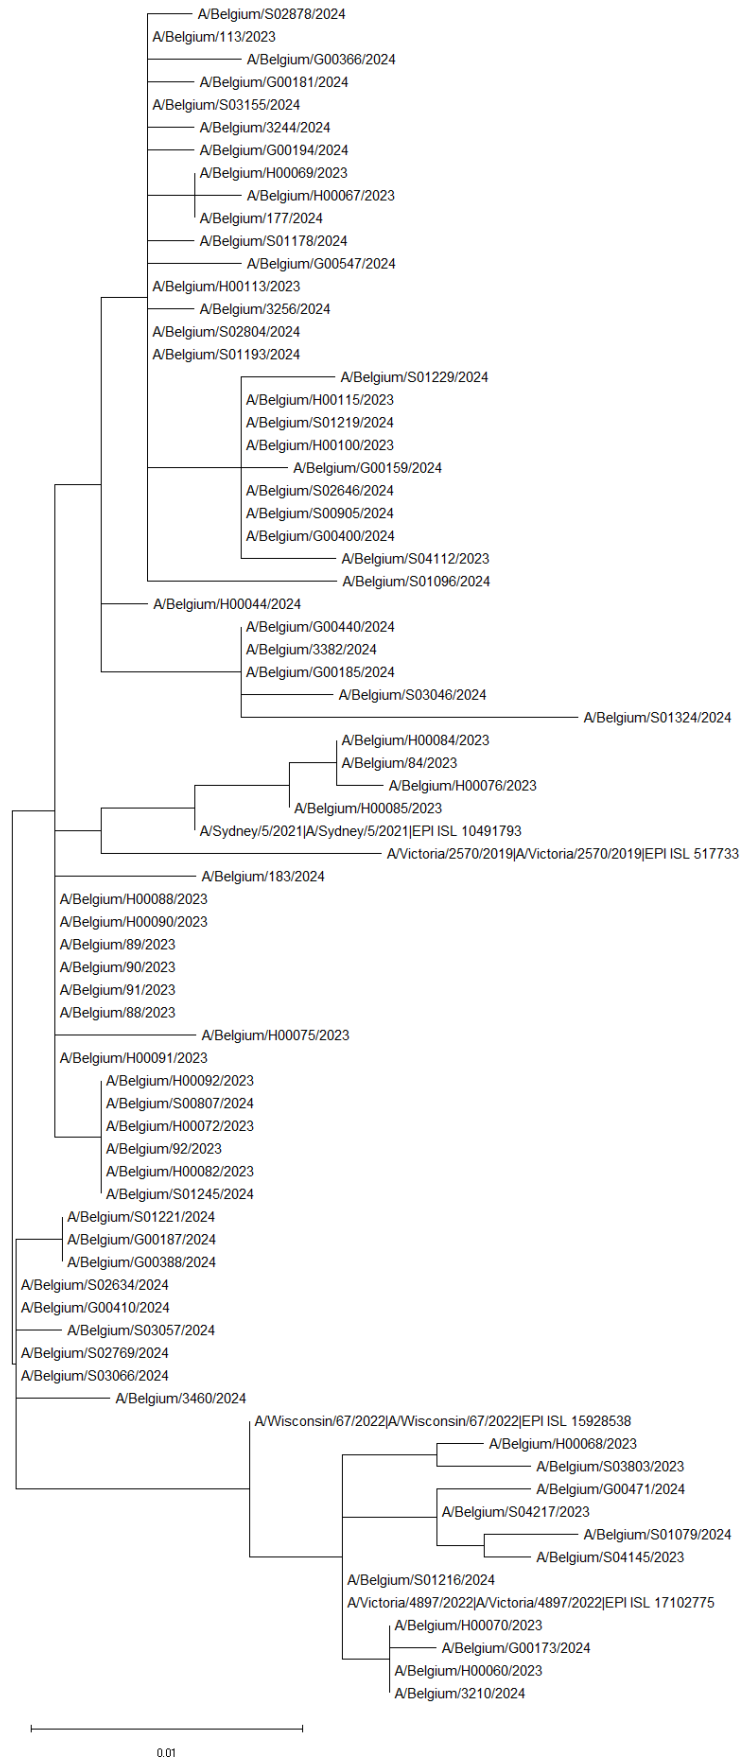 A/Belgium/S02878/2024
A/Belgium/113/2023
A/Belgium/G00366/2024
A/Belgium/G00181/2024
A/Belgium/S03155/2024
A/Belgium/3244/2024
A/Belgium/G00194/2024
A/Belgium/H00069/2023
A/Belgium/H00067/2023
A/Belgium/177/2024
A/Belgium/S01178/2024
A/Belgium/G00547/2024
A/Belgium/H00113/2023
A/Belgium/3256/2024
A/Belgium/S02804/2024
A/Belgium/S01193/2024
A/Belgium/S01229/2024
A/Belgium/H00115/2023
A/Belgium/S01219/2024
A/Belgium/H00100/2023
A/Belgium/G00159/2024
A/Belgium/S02646/2024
A/Belgium/S00905/2024
A/Belgium/G00400/2024
A/Belgium/S04112/2023
A/Belgium/S01096/2024
A/Belgium/H00044/2024
A/Belgium/G00440/2024
A/Belgium/3382/2024
A/Belgium/G00185/2024
A/Belgium/S03046/2024
A/Belgium/S01324/2024
A/Belgium/H00084/2023
A/Belgium/84/2023
A/Belgium/H00076/2023
A/Belgium/H00085/2023
A/Sydney/5/2021|A/Sydney/5/2021|EPI ISL 10491793
A/Victoria/2570/2019|A/Victoria/2570/2019|EPI ISL 517733
A/Belgium/183/2024
A/Belgium/H00088/2023
A/Belgium/H00090/2023
A/Belgium/89/2023
A/Belgium/90/2023
A/Belgium/91/2023
A/Belgium/88/2023
A/Belgium/H00075/2023
A/Belgium/H00091/2023
A/Belgium/H00092/2023
A/Belgium/S00807/2024
A/Belgium/H00072/2023
A/Belgium/92/2023
A/Belgium/H00082/2023
A/Belgium/S01245/2024
A/Belgium/S01221/2024
A/Belgium/G00187/2024
A/Belgium/G00388/2024
A/Belgium/S02634/2024
A/Belgium/G00410/2024
A/Belgium/S03057/2024
A/Belgium/S02769/2024
A/Belgium/S03066/2024
A/Belgium/3460/2024
A/Wisconsin/67/2022|A/Wisconsin/67/2022|EPI ISL 15928538
A/Belgium/H00068/2023
A/Belgium/S03803/2023
A/Belgium/G00471/2024
A/Belgium/S04217/2023
A/Belgium/S01079/2024
A/Belgium/S04145/2023
A/Belgium/S01216/2024
A/Victoria/4897/2022|A/Victoria/4897/2022|EPI ISL 17102775
A/Belgium/H00070/2023
A/Belgium/G00173/2024
A/Belgium/H00060/2023
A/Belgium/3210/2024
0.01